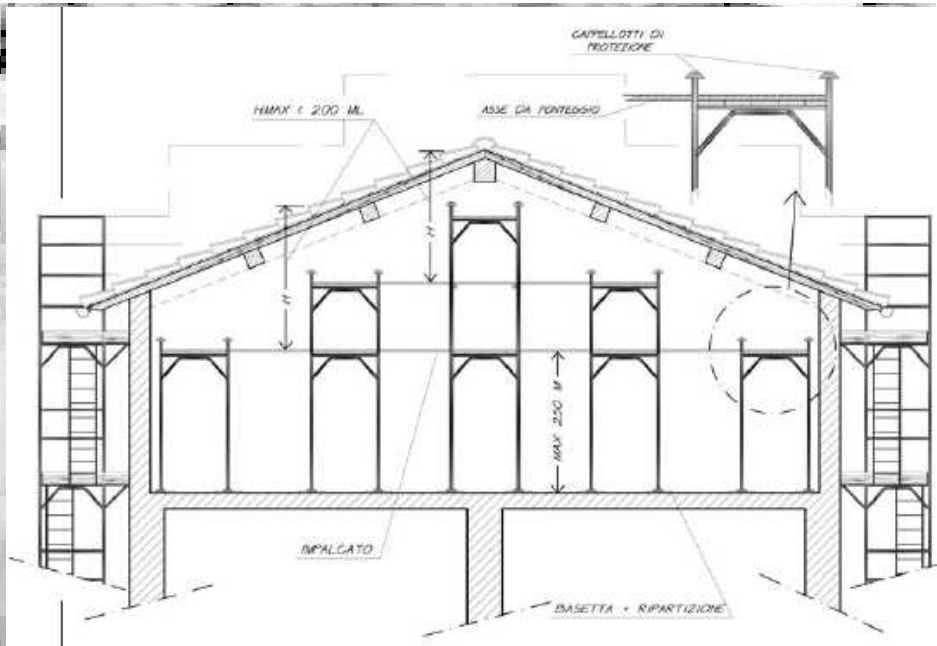 CAPPELLOTTI DI
PROTEZIONE
HMAX < 2.00 ML
ASSE DA PONTEGGIO
H
H
MAX 2.50 M
IMPALCATO
BASETTA + RIPARTIZIONE